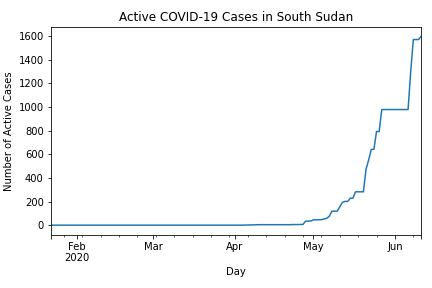 Active COVID-19 Cases in South Sudan
Number of Active Cases
1600
1400
1200
1000
800
600
400
200
0
Feb
2020
Mar
Apr
May
Jun
Day